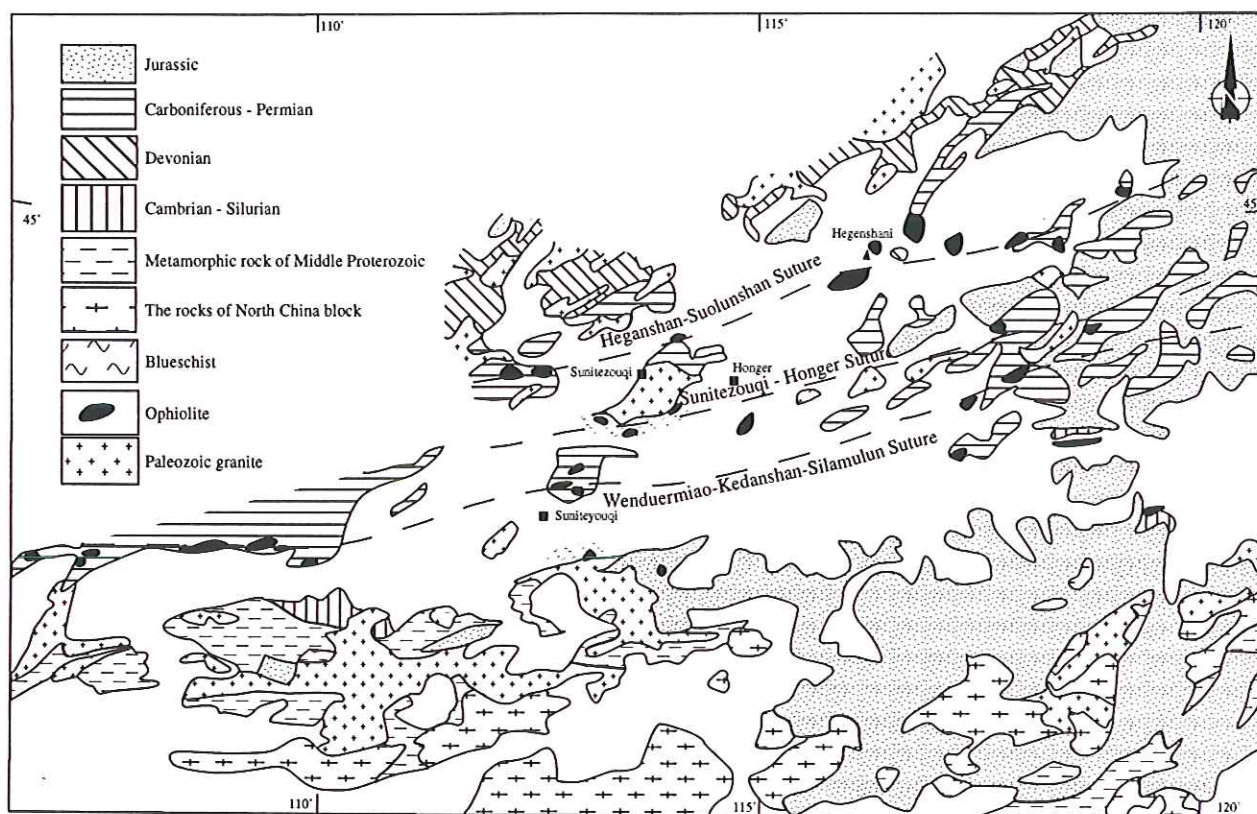 110'
115'
120'
Jurassic
Carboniferous - Permian
Devonian
Cambrian - Silurian
Metamorphic rock of Middle Proterozoic
The rocks of North China block
Blueschist
Ophiolite
Paleozoic granite
N
45'
45'
Hegenshani
Heganshan-Suolunshan Suture
Sunitezouqi
Honger
Sunitezouqi - Honger Suture
Wenduermiao-Kedanshan-Silamulun Suture
Suniteyouqi
110'
115'
120'